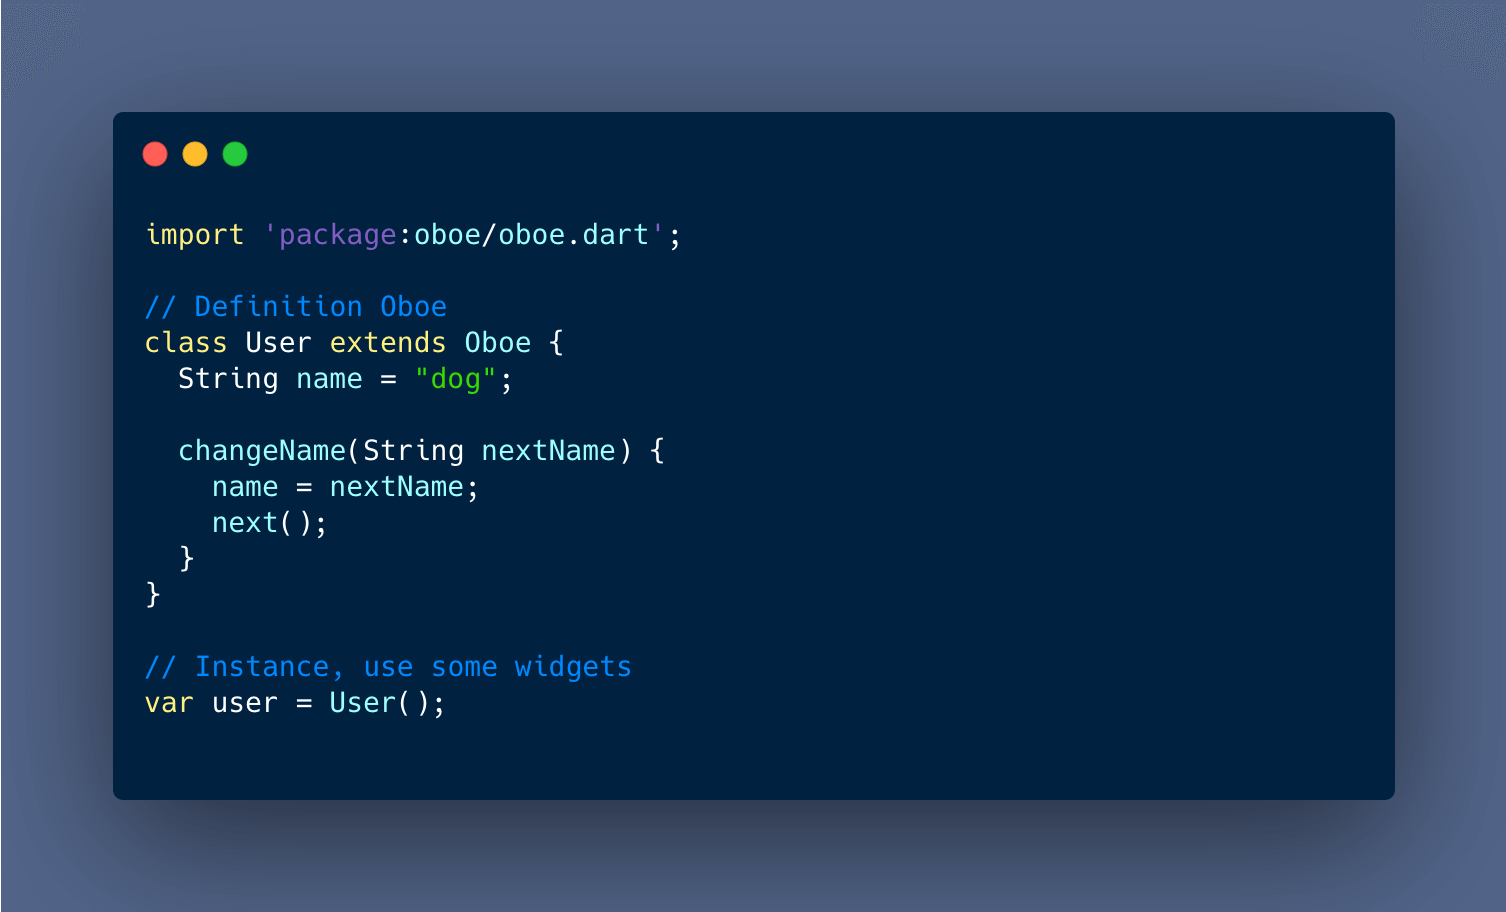 import 'package:oboe/oboe.dart';
// Definition Oboe
class User extends Oboe {
  String name = "dog";
  changeName(String nextName) {
    name = nextName;
    next();
  }
}
// Instance, use some widgets
var user = User();